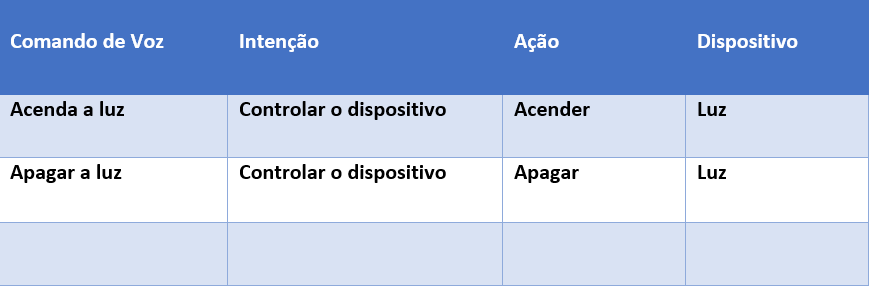 Comando de Voz Intenção Ação Dispositivo
Acenda a luz Controlar o dispositivo Acender Luz
Apagar a luz Controlar o dispositivo Apagar Luz